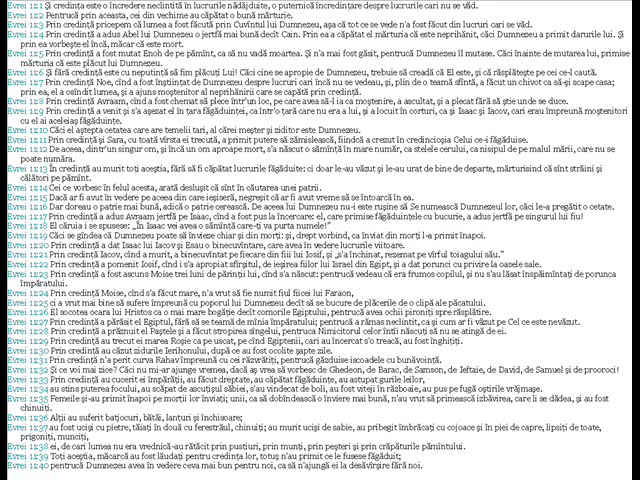 Evrei 11:1 Şi credinţa este o încredere neclintită în lucrurile nădăjduite, o puternică încredinţare despre lucrurile care nu se văd.
Evrei 11:2 Pentrucă prin aceasta, cei din vechime au căpătat o bună mărturie.
Evrei 11:3 Prin credinţă pricepem că lumea a fost făcută prin Cuvîntul lui Dumnezeu, aşa că tot ce se vede n'a fost făcut din lucruri cari se văd.
Evrei 11:4 Prin credinţă a adus Abel lui Dumnezeu o jertfă mai bună decît Cain. Prin ea a căpătat el mărturia că este neprihănit, căci Dumnezeu a primit darurile lui. Şi
prin ea vorbeşte el încă, măcar că este mort.
Evrei 11:5 Prin credinţă a fost mutat Enoh de pe pămînt, ca să nu vadă moartea. Şi n'a mai fost găsit, pentrucă Dumnezeu îl mutase. Căci înainte de mutarea lui, primise
mărturia că este plăcut lui Dumnezeu.
Evrei 11:6 Şi fără credinţă este cu neputinţă să fim plăcuţi Lui! Căci cine se apropie de Dumnezeu, trebuie să creadă că El este, şi că răsplăteşte pe cei ce-l caută.
Evrei 11:7 Prin credinţă Noe, cînd a fost înştiinţat de Dumnezeu despre lucruri cari încă nu se vedeau, şi, plin de o teamă sfîntă, a făcut un chivot ca să-şi scape casa;
prin ea, el a osîndit lumea, şi a ajuns moştenitor al neprihănirii care se capătă prin credinţă.
Evrei 11:8 Prin credinţă Avraam, cînd a fost chemat să plece într'un loc, pe care avea să-l ia ca moştenire, a ascultat, şi a plecat fără să ştie unde se duce.
Evrei 11:9 Prin credinţă a venit şi s'a aşezat el în ţara făgăduinţei, ca într'o ţară care nu era a lui, şi a locuit în corturi, ca şi Isaac şi Iacov, cari erau împreună moştenitori
cu el ai aceleiaş făgăduinţe.
Evrei 11:10 Căci el aştepta cetatea care are temelii tari, al cărei meşter şi ziditor este Dumnezeu.
Evrei 11:11 Prin credinţă şi Sara, cu toată vîrsta ei trecută, a primit putere să zămislească, fiindcă a crezut în credincioşia Celui ce-i făgăduise.
Evrei 11:12 De aceea, dintr'un singur om, şi încă un om aproape mort, s'a născut o sămînţă în mare număr, ca stelele cerului, ca nisipul de pe malul mării, care nu se
poate număra.
Evrei 11:13 În credinţă au murit toţi aceştia, fără să fi căpătat lucrurile făgăduite: ci doar le-au văzut şi le-au urat de bine de departe, mărturisind că sînt străini şi
călători pe pămînt.
Evrei 11:14 Cei ce vorbesc în felul acesta, arată desluşit că sînt în căutarea unei patrii.
Evrei 11:15 Dacă ar fi avut în vedere pe aceea din care ieşiseră, negreşit că ar fi avut vreme să se întoarcă în ea.
Evrei 11:16 Dar doreau o patrie mai bună, adică o patrie cerească. De aceea lui Dumnezeu nu-i este ruşine să Se numească Dumnezeul lor, căci le-a pregătit o cetate.
Evrei 11:17 Prin credinţă a adus Avraam jertfă pe Isaac, cînd a fost pus la încercare: el, care primise făgăduinţele cu bucurie, a adus jertfă pe singurul lui fiu!
Evrei 11:18 El căruia i se spusese: „În Isaac vei avea o sămînţă care-ţi va purta numele!"
Evrei 11:19 Căci se gîndea că Dumnezeu poate să învieze chiar şi din morţi: şi, drept vorbind, ca înviat din morţi l-a primit înapoi.
Evrei 11:20 Prin credinţă a dat Isaac lui Iacov şi Esau o binecuvîntare, care avea în vedere lucrurile viitoare.
Evrei 11:21 Prin credinţă Iacov, cînd a murit, a binecuvîntat pe fiecare din fiii lui Iosif, şi „s'a închinat, rezemat pe vîrful toiagului său."
Evrei 11:22 Prin credinţă a pomenit Iosif, cînd i s'a apropiat sfîrşitul, de ieşirea fiilor lui Israel din Egipt, şi a dat porunci cu privire la oasele sale.
Evrei 11:23 Prin credinţă a fost ascuns Moise trei luni de părinţii lui, cînd s'a născut: pentrucă vedeau că era frumos copilul, şi nu s'au lăsat înspăimîntaţi de porunca
împăratului.
Evrei 11:24 Prin credinţă Moise, cînd s'a făcut mare, n'a vrut să fie numit fiul fiicei lui Faraon,
Evrei 11:25 ci a vrut mai bine să sufere împreună cu poporul lui Dumnezeu decît să se bucure de plăcerile de o clipă ale păcatului.
Evrei 11:26 El socotea ocara lui Hristos ca o mai mare bogăţie decît comorile Egiptului, pentrucă avea ochii pironiţi spre răsplătire.
Evrei 11:27 Prin credinţă a părăsit el Egiptul, fără să se teamă de mînia împăratului; pentrucă a rămas neclintit, ca şi cum ar fi văzut pe Cel ce este nevăzut.
Evrei 11:28 Prin credinţă a prăznuit el Paştele şi a făcut stropirea sîngelui, pentruca Nimicitorul celor întîi născuţi să nu se atingă de ei.
Evrei 11:29 Prin credinţă au trecut ei marea Roşie ca pe uscat, pe cînd Egiptenii, cari au încercat s'o treacă, au fost înghiţiţi.
Evrei 11:30 Prin credinţă au căzut zidurile Ierihonului, după ce au fost ocolite şapte zile.
Evrei 11:31 Prin credinţă n'a perit curva Rahav împreună cu cei răzvrătiţi, pentrucă găzduise iscoadele cu bunăvoinţă.
Evrei 11:32 Şi ce voi mai zice? Căci nu mi-ar ajunge vremea, dacă aş vrea să vorbesc de Ghedeon, de Barac, de Samson, de Ieftaie, de David, de Samuel şi de prooroci!
Evrei 11:33 Prin credinţă au cucerit ei împărăţii, au făcut dreptate, au căpătat făgăduinţe, au astupat gurile leilor,
Evrei 11:34 au stins puterea focului, au scăpat de ascuţişul săbiei, s'au vindecat de boli, au fost viteji în războaie, au pus pe fugă oştirile vrăjmaşe.
Evrei 11:35 Femeile şi-au primit înapoi pe morţii lor înviaţi; unii, ca să dobîndească o înviere mai bună, n'au vrut să primească izbăvirea, care li se dădea, şi au fost
chinuiţi.
Evrei 11:36 Alţii au suferit batjocuri, bătăi, lanţuri şi închisoare;
Evrei 11:37 au fost ucişi cu pietre, tăiaţi în două cu ferestrăul, chinuiţi; au murit ucişi de sabie, au pribegit îmbrăcaţi cu cojoace şi în piei de capre, lipsiţi de toate,
prigoniţi, munciţi,
Evrei 11:38 ei, de cari lumea nu era vrednică-au rătăcit prin pustiuri, prin munţi, prin peşteri şi prin crăpăturile pămîntului.
Evrei 11:39 Toţi aceştia, măcarcă au fost lăudaţi pentru credinţa lor, totuş n'au primit ce le fusese făgăduit;
Evrei 11:40 pentrucă Dumnezeu avea în vedere ceva mai bun pentru noi, ca să n'ajungă ei la desăvîrşire fără noi.